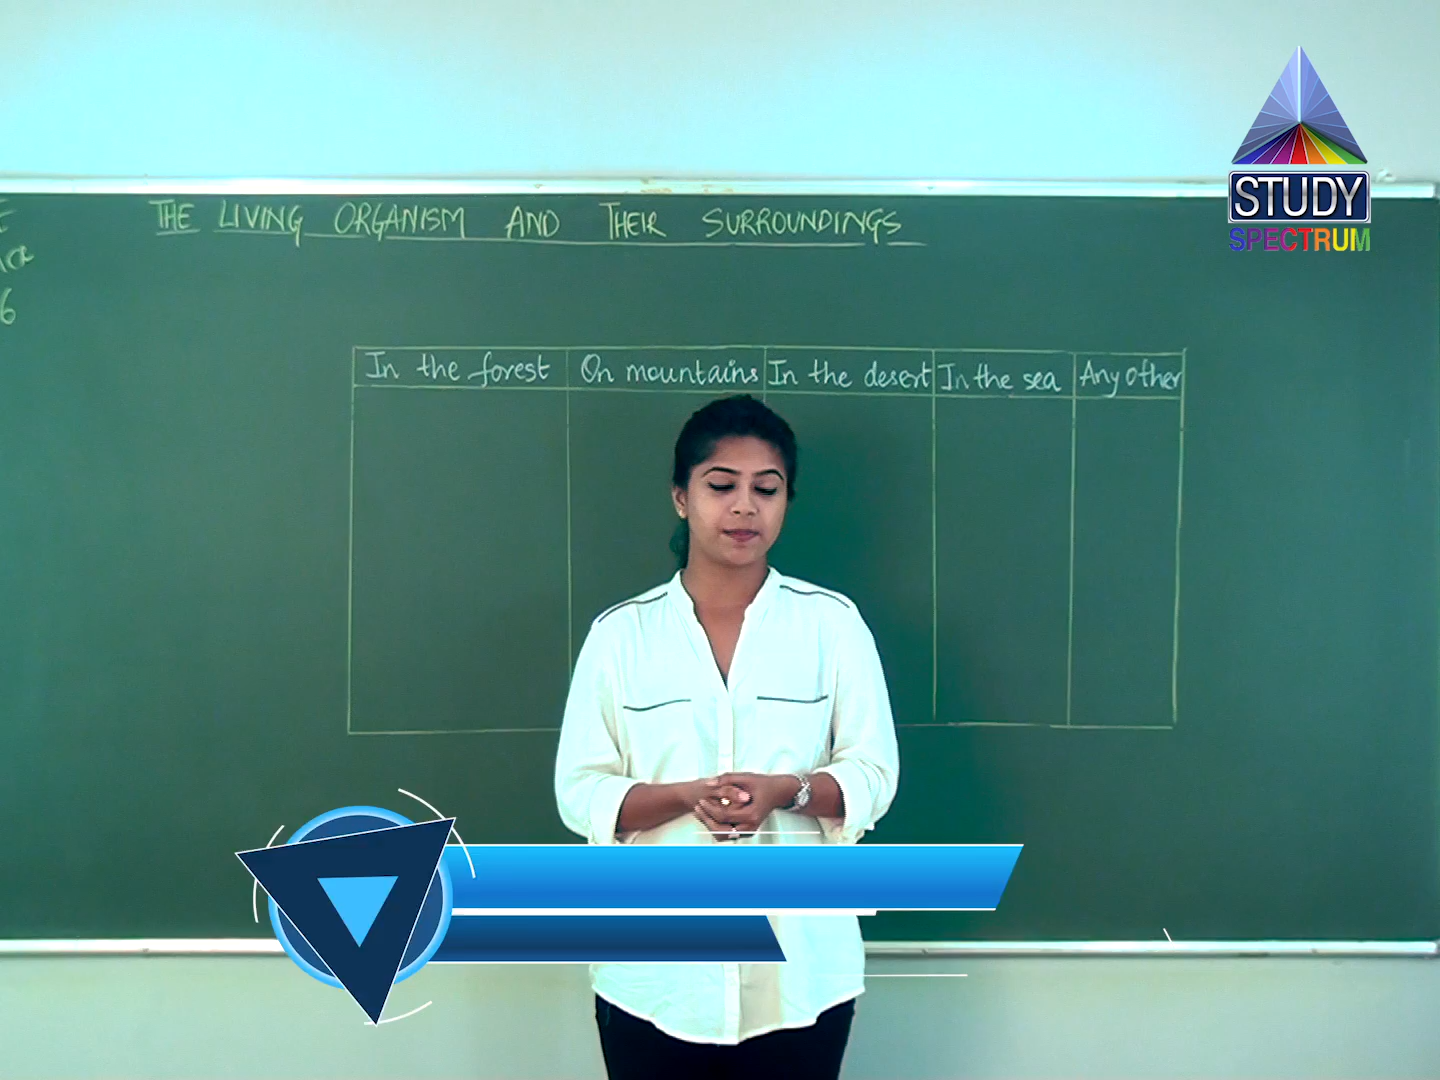 THE LIVING ORGANISM AND THEIR SURROUNDINGS
6
In the forest
On mountains
In the desert
In the sea
Any other
STUDY
SPECTRUM